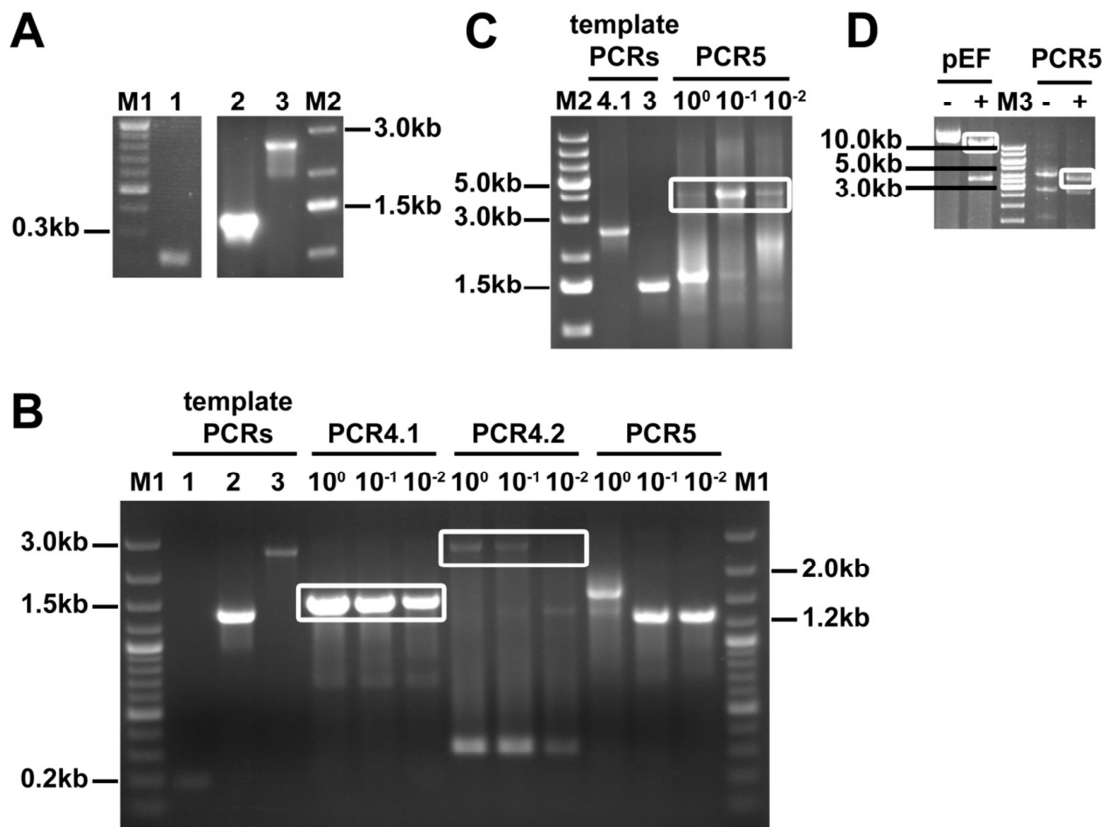 A
M1 1 2 3 M2
3.0kb
1.5kb
0.3kb
C
template
PCRs PCR5
M2 4.1 3 10⁰ 10⁻¹ 10⁻²
5.0kb
3.0kb
1.5kb
D
pEF PCR5
- + M3 - +
10.0kb
5.0kb
3.0kb
B
template
PCRs PCR4.1 PCR4.2 PCR5
M1 1 2 3 10⁰ 10⁻¹ 10⁻² 10⁰ 10⁻¹ 10⁻² 10⁰ 10⁻¹ 10⁻² M1
3.0kb
2.0kb
1.5kb
1.2kb
0.2kb